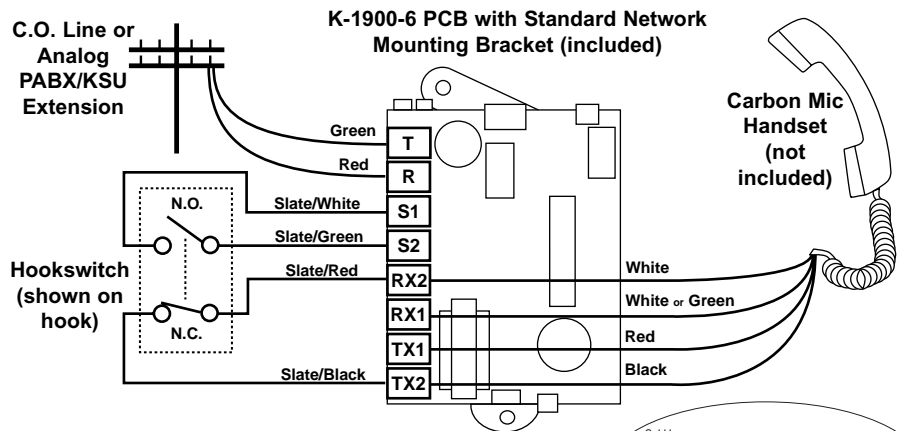 K-1900-6 PCB with Standard Network
Mounting Bracket (included)
C.O. Line or
Analog
PABX/KSU
Extension
Carbon Mic
Handset
(not
included)
Green
T
Red
R
N.O.
Slate/White
S1
Slate/Green
S2
Hookswitch
(shown on
hook)
Slate/Red
RX2
White
RX1
White or Green
N.C.
TX1
Red
Slate/Black
TX2
Black